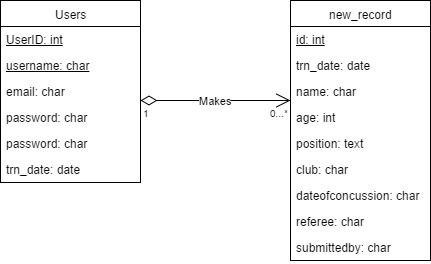 Users
UserID: int
username: char
email: char
password: char
password: char
trn_date: date
Makes
1
0...*
new_record
id: int
trn_date: date
name: char
age: int
position: text
club: char
dateofconcussion: char
referee: char
submittedby: char